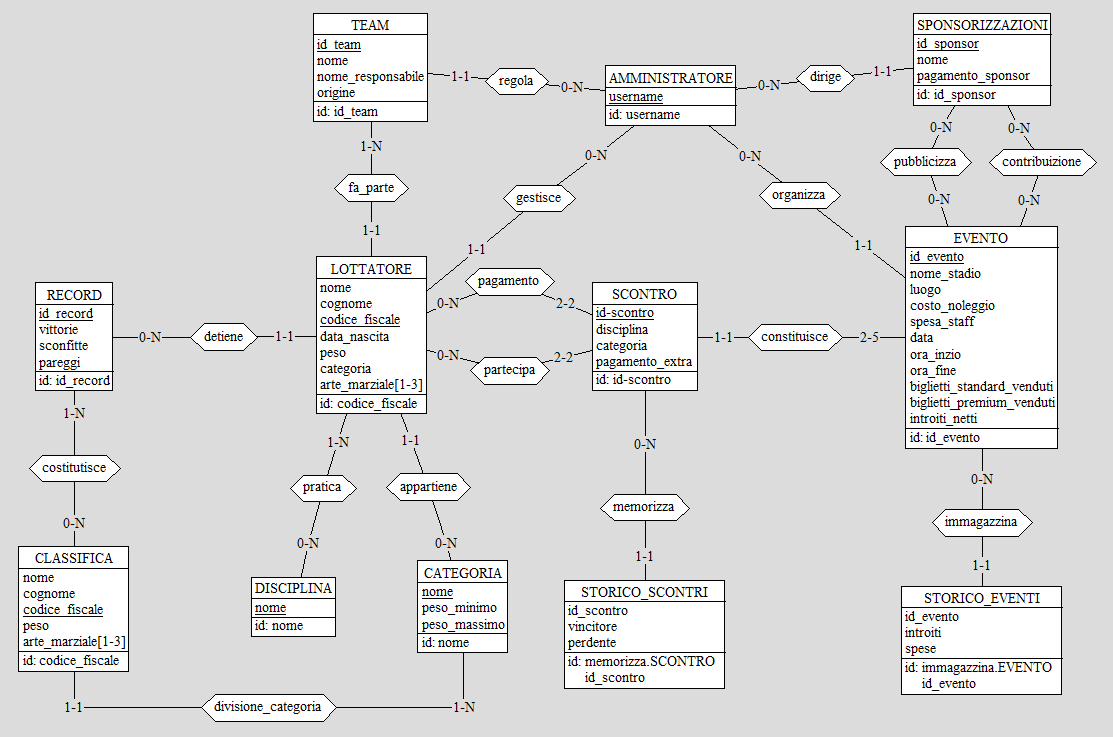 TEAM
id_team
nome
nome_responsabile
origine
id: id_team
1-1
regola
0-N
AMMINISTRATORE
username
id: username
0-N
dirige
1-1
SPONSORIZZAZIONI
id_sponsor
nome
pagamento_sponsor
id: id_sponsor
1-N
fa_parte
1-1
0-N
gestisce
1-1
0-N
organizza
1-1
0-N
pubblicizza
0-N
0-N
contribuizione
0-N
RECORD
id_record
vittorie
sconfitte
pareggi
id: id_record
0-N
detiene
1-1
LOTTATORE
nome
cognome
codice_fiscale
data_nascita
peso
categoria
arte_marziale[1-3]
id: codice_fiscale
0-N
pagamento
2-2
0-N
partecipa
2-2
SCONTRO
id-scontro
disciplina
categoria
pagamento_extra
id: id-scontro
1-1
constituisce
2-5
EVENTO
id_evento
nome_stadio
luogo
costo_noleggio
spesa_staff
data
ora_inzio
ora_fine
biglietti_standard_venduti
biglietti_premium_venduti
introiti_netti
id: id_evento
1-N
costitutisce
0-N
1-N
pratica
0-N
1-1
appartiene
0-N
0-N
memorizza
1-1
0-N
immagazzina
1-1
CLASSIFICA
nome
cognome
codice_fiscale
peso
arte_marziale[1-3]
id: codice_fiscale
DISCIPLINA
nome
id: nome
CATEGORIA
nome
peso_minimo
peso_massimo
id: nome
STORICO_SCONTRI
id_scontro
vincitore
perdente
id: memorizza.SCONTRO
id_scontro
STORICO_EVENTI
id_evento
introiti
spese
id: immagazzina.EVENTO
id_evento
1-1
divisione_categoria
1-N